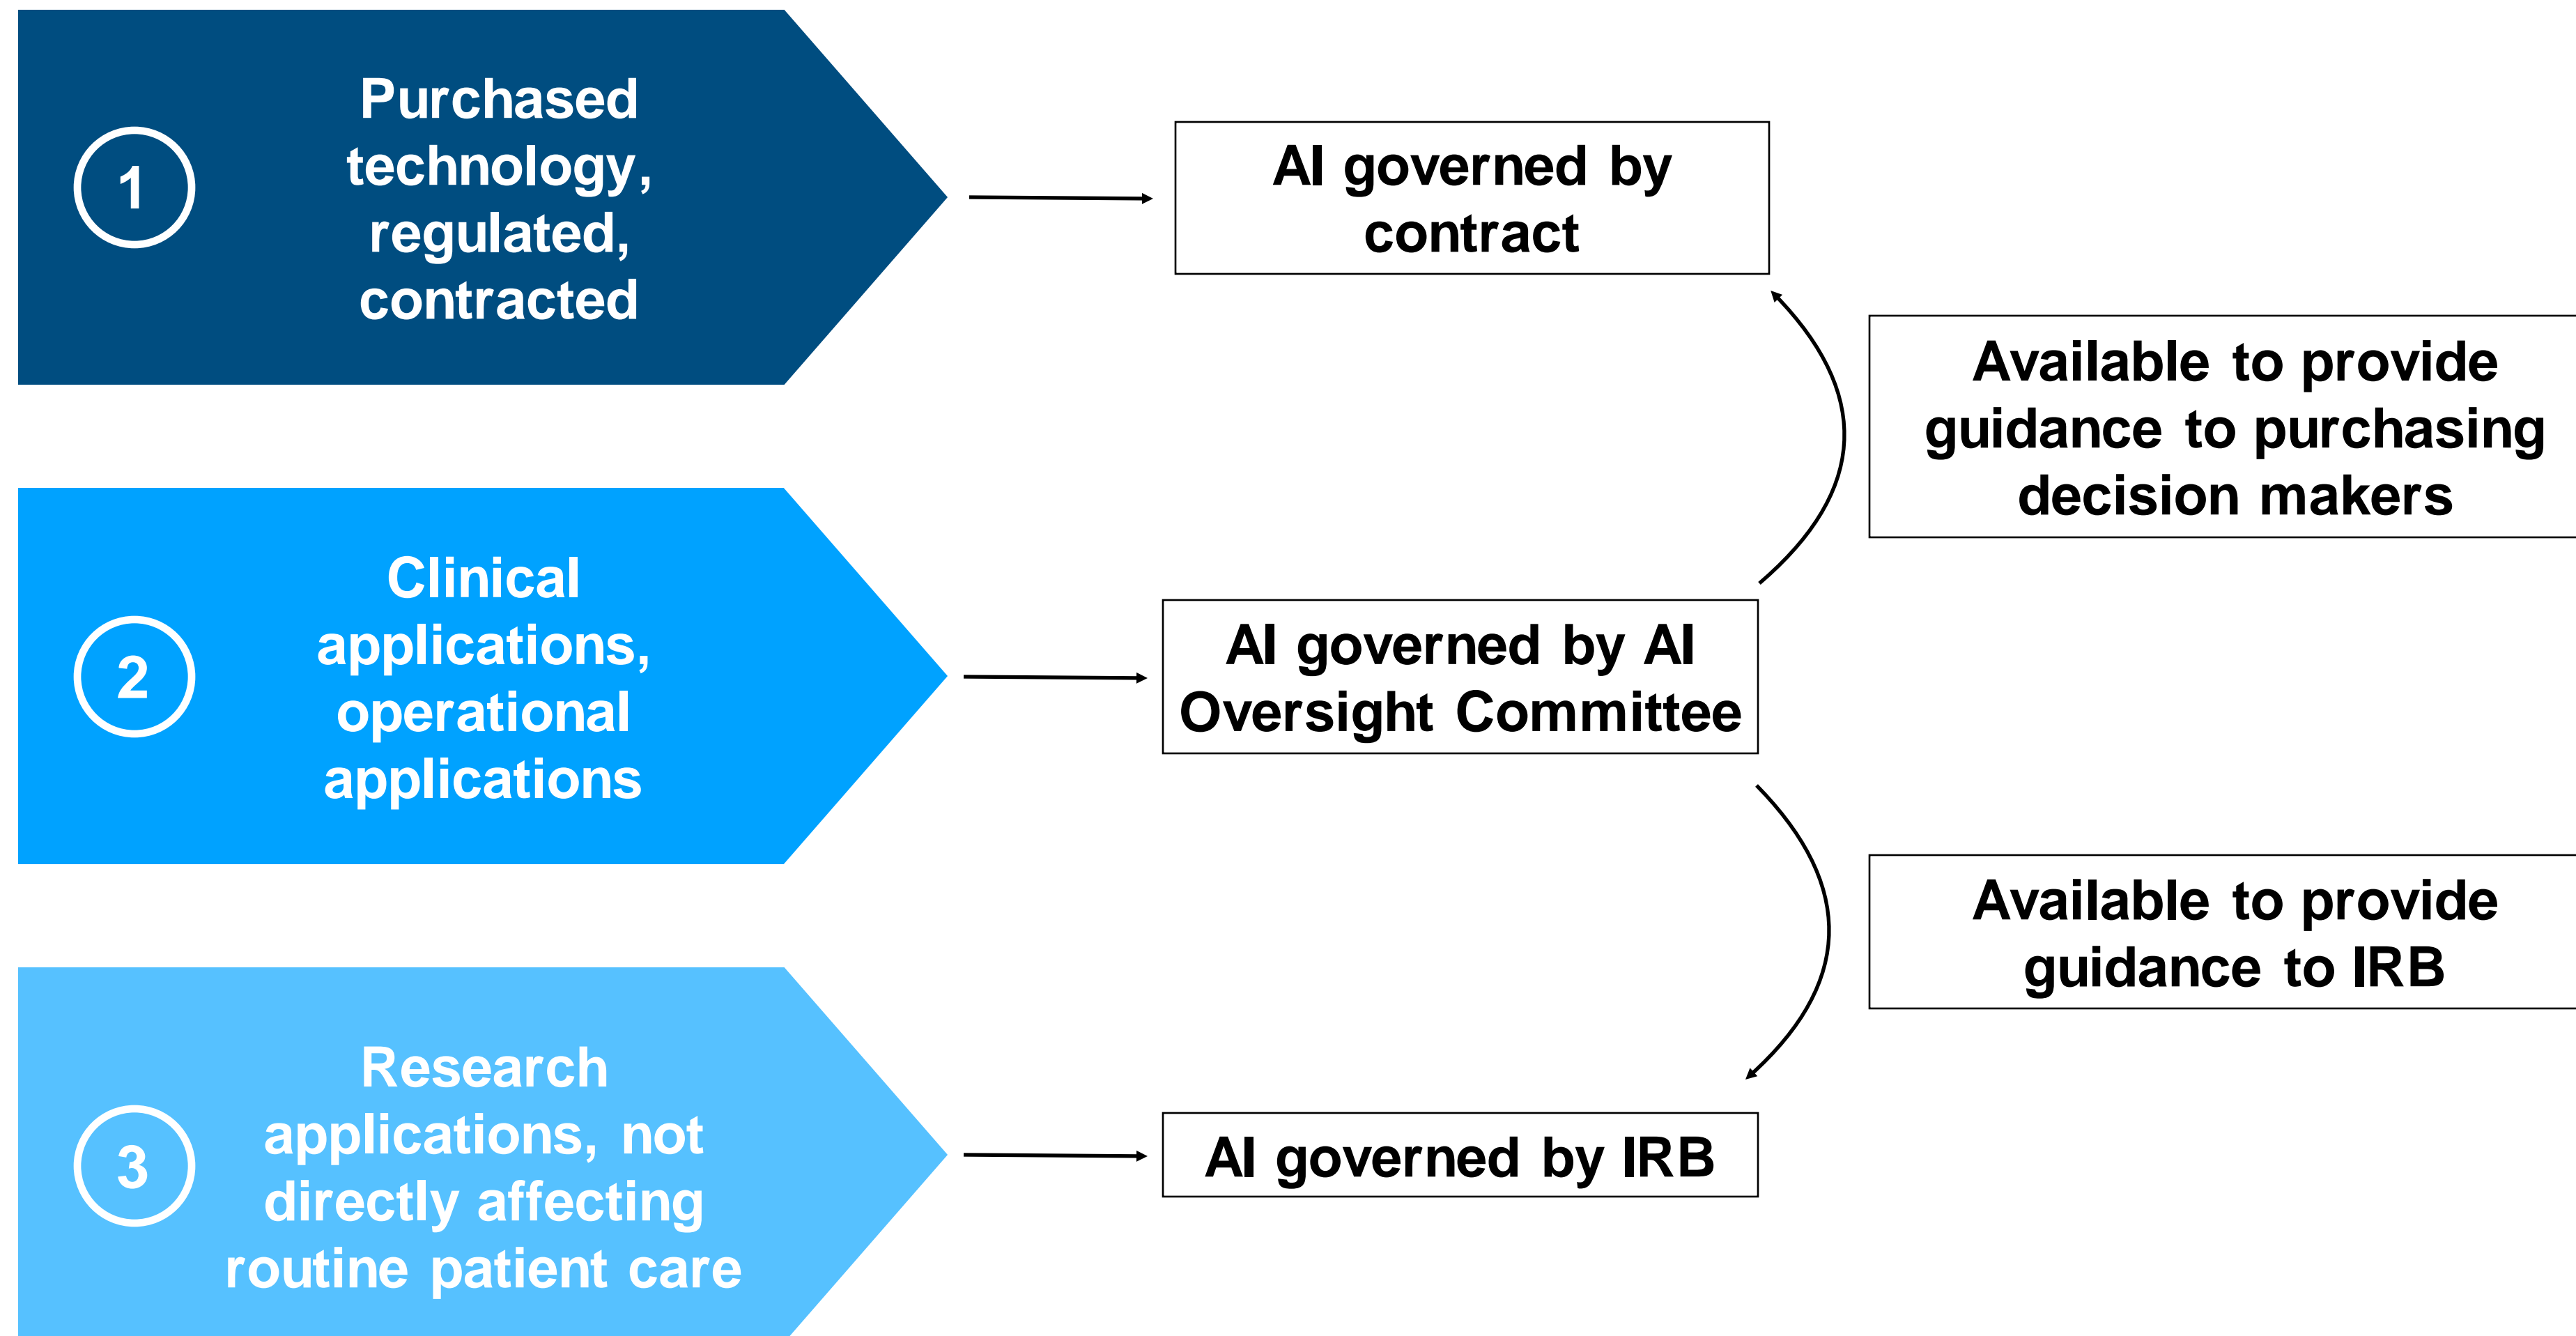 1
Purchased
technology,
regulated,
contracted
AI governed by
contract
Available to provide
guidance to purchasing
decision makers
2
Clinical
applications,
operational
applications
AI governed by AI
Oversight Committee
Available to provide
guidance to IRB
3
Research
applications, not
directly affecting
routine patient care
AI governed by IRB